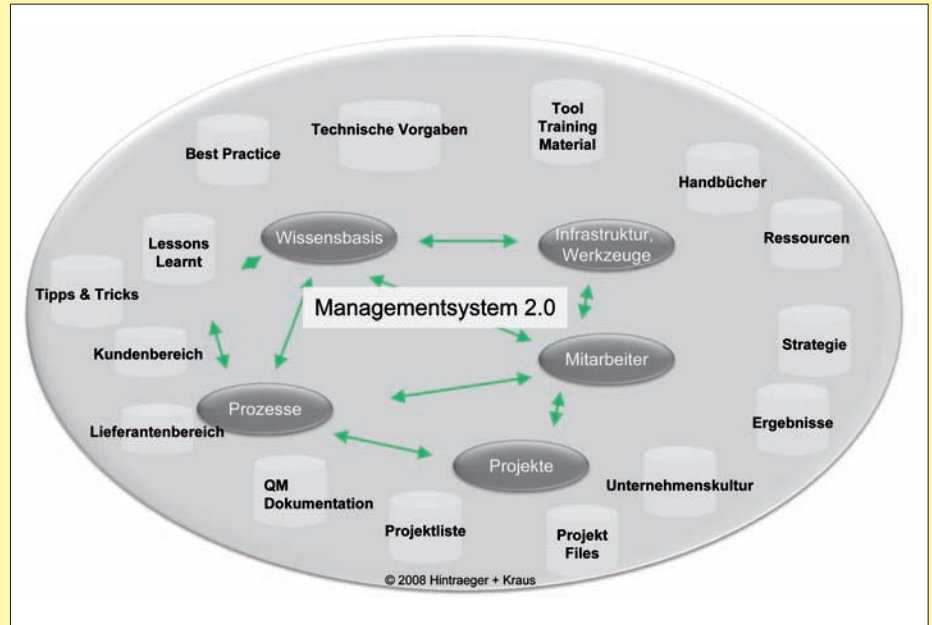 Tool
Training
Material
Technische Vorgaben
Best Practice
Handbücher
Wissensbasis
Infrastruktur,
Werkzeuge
Ressourcen
Lessons
Learnt
Tipps & Tricks
Managementsystem 2.0
Kundenbereich
Mitarbeiter
Strategie
Prozesse
Lieferantenbereich
Ergebnisse
Projekte
QM
Dokumentation
Unternehmenskultur
Projektliste
Projekt
Files
© 2008 Hintraeger + Kraus